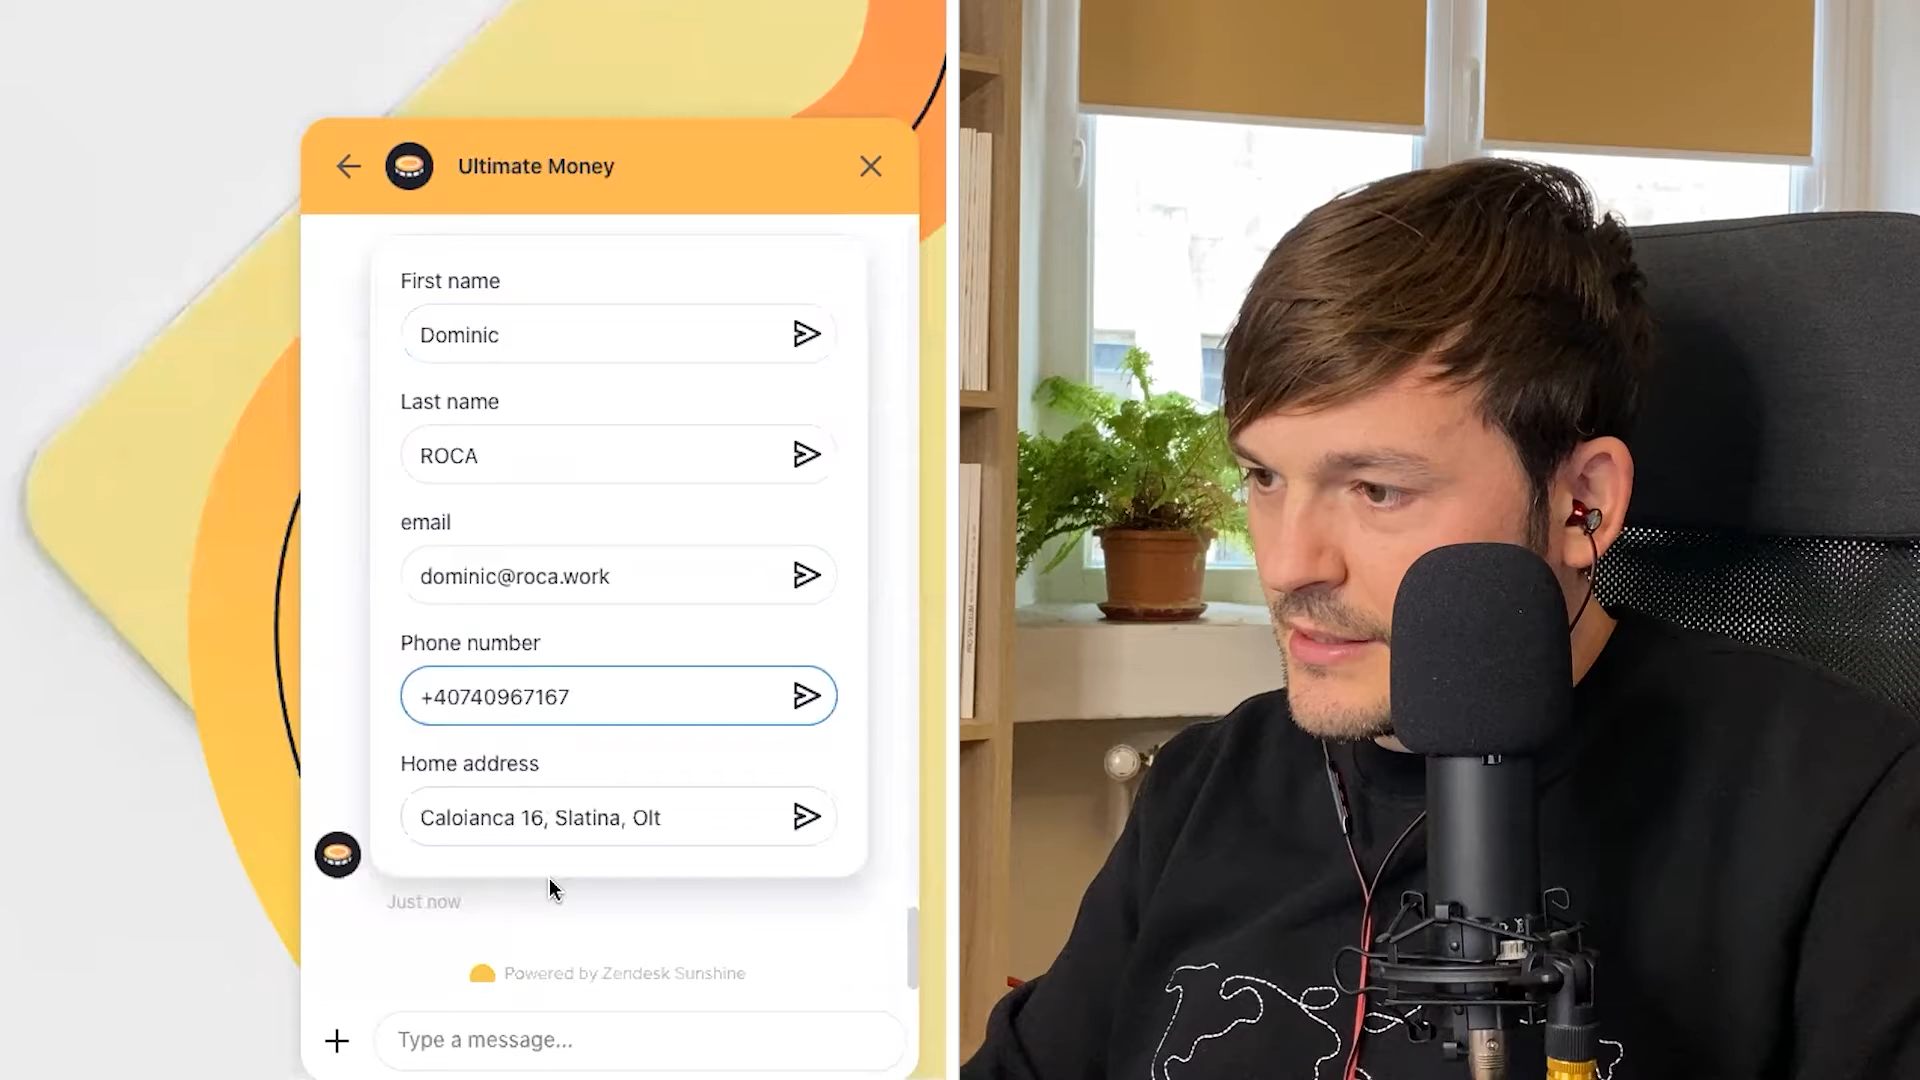 Ultimate Money
First name
Dominic
Last name
ROCA
email
dominic@roca.work
Phone number
+40740967167
Home address
Caloianca 16, Slatina, Olt
Just now
Powered by Zendesk Sunshine
Type a message...